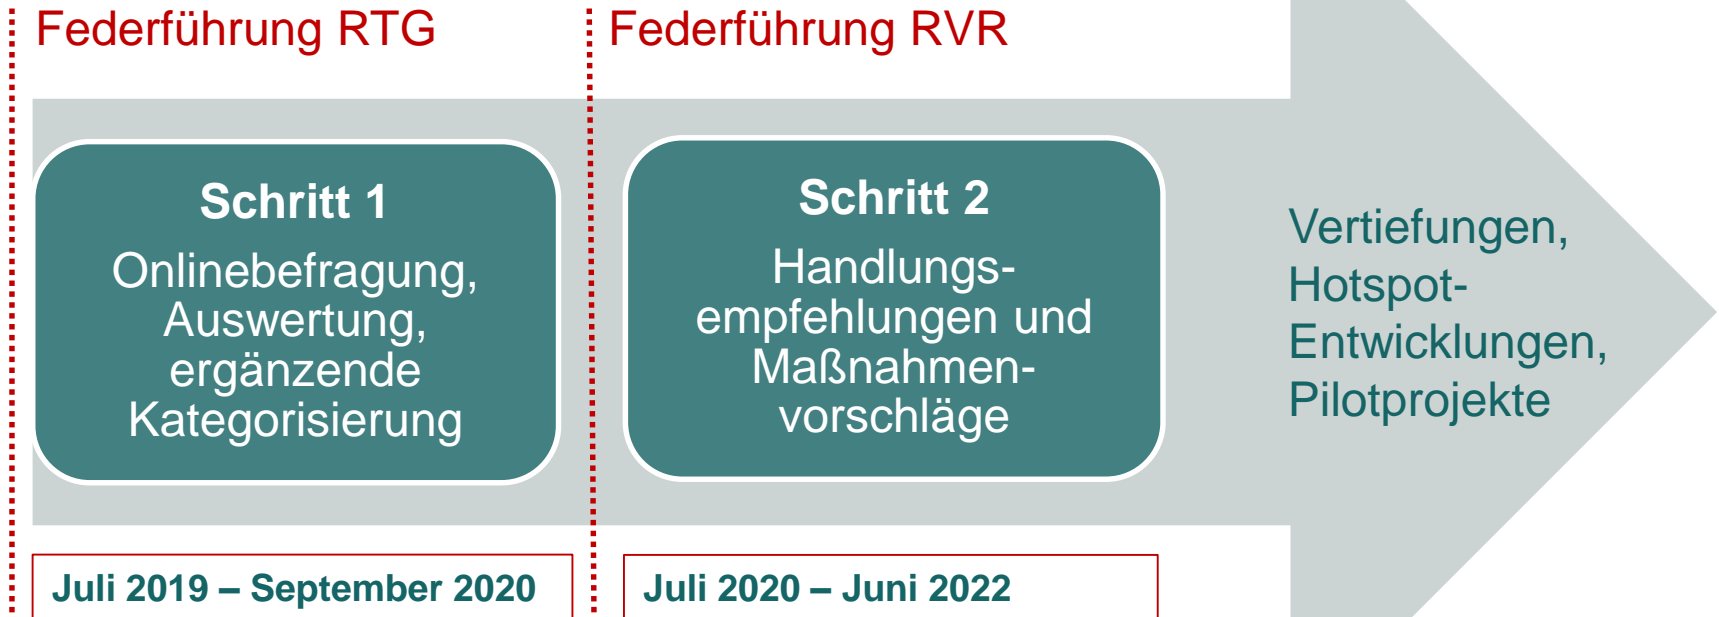 Federführung RTG
Federführung RVR
Schritt 1
Onlinebefragung,
Auswertung,
ergänzende
Kategorisierung
Schritt 2
Handlungs-
empfehlungen und
Maßnahmen-
vorschläge
Vertiefungen,
Hotspot-
Entwicklungen,
Pilotprojekte
Juli 2019 – September 2020
Juli 2020 – Juni 2022